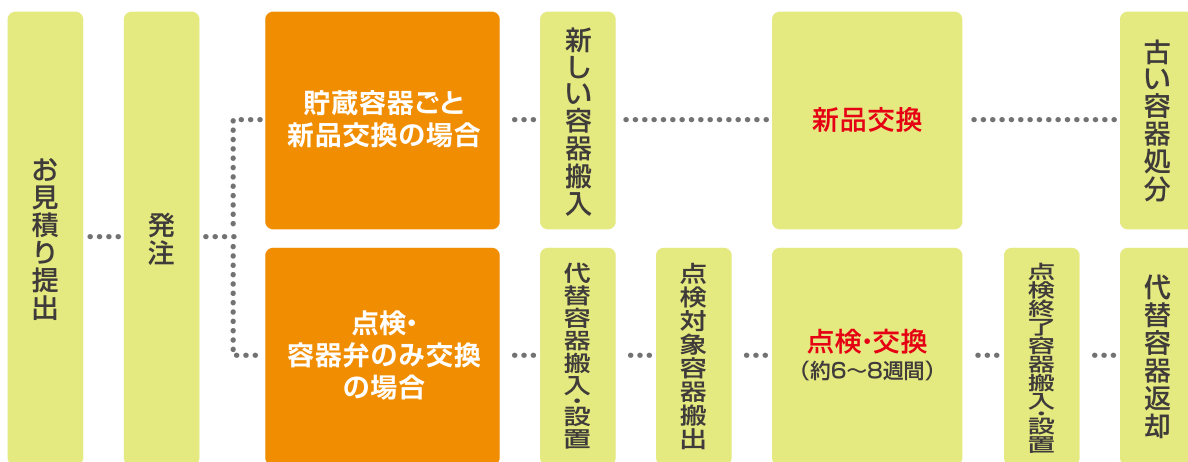 お見積り提出
発注
貯蔵容器ごと
新品交換の場合
新しい容器搬入
新品交換
古い容器処分
点検・
容器弁のみ交換
の場合
代替容器搬入・設置
点検対象容器搬出
点検・交換
（約6〜8週間）
点検終了容器搬入・設置
代替容器返却